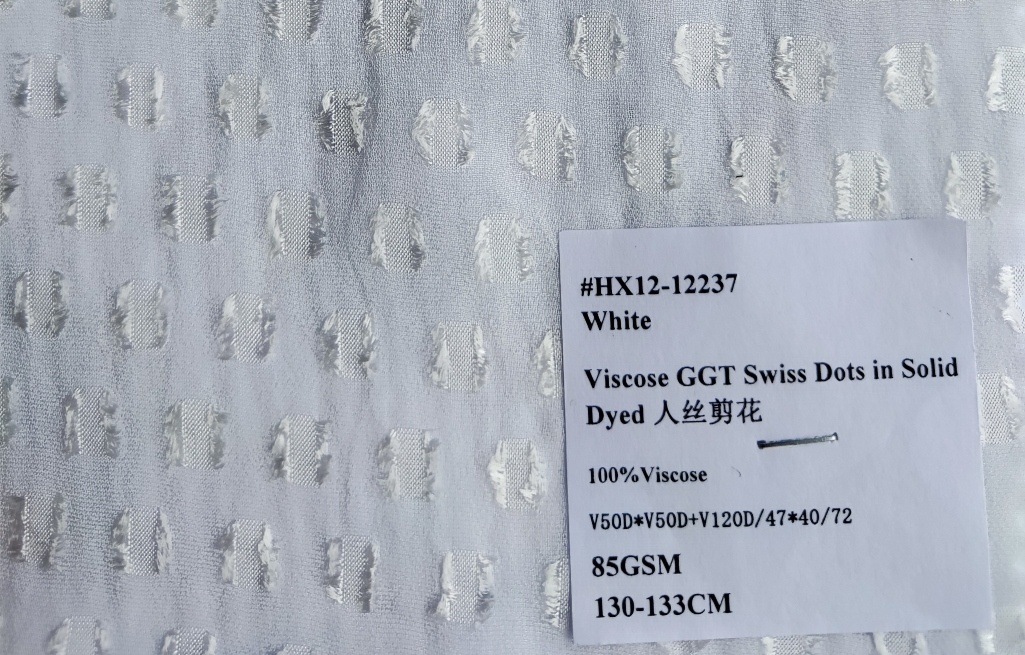 #HX12-12237
White
Viscose GGT Swiss Dots in Solid
Dyed 人丝剪花
100%Viscose
V50D*V50D+V120D/47*40/72
85GSM
130-133CM